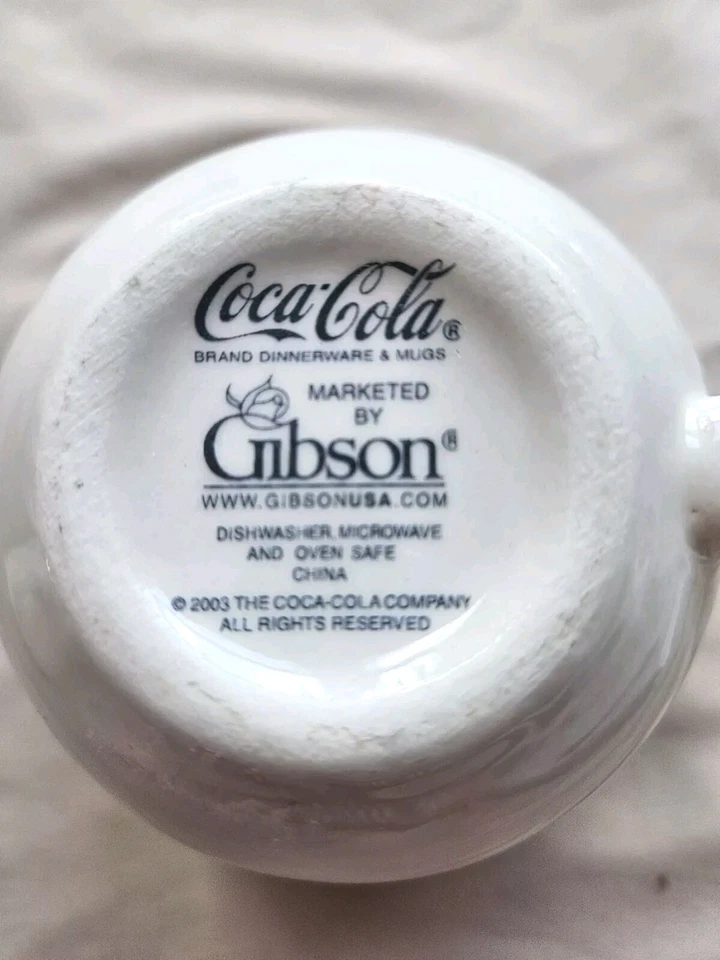 Coca-Cola®
BRAND DINNERWARE & MUGS
MARKETED
BY
Gibson®
WWW.GIBSONUSA.COM
DISHWASHER, MICROWAVE
AND OVEN SAFE
CHINA
© 2003 THE COCA-COLA COMPANY
ALL RIGHTS RESERVED